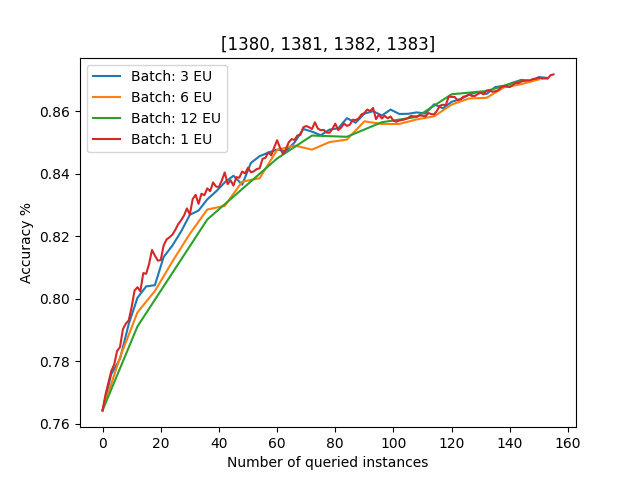 [1380, 1381, 1382, 1383]
Batch: 3 EU
Batch: 6 EU
Batch: 12 EU
Batch: 1 EU
Accuracy %
0.86
0.84
0.82
0.80
0.78
0.76
0 20 40 60 80 100 120 140 160
Number of queried instances